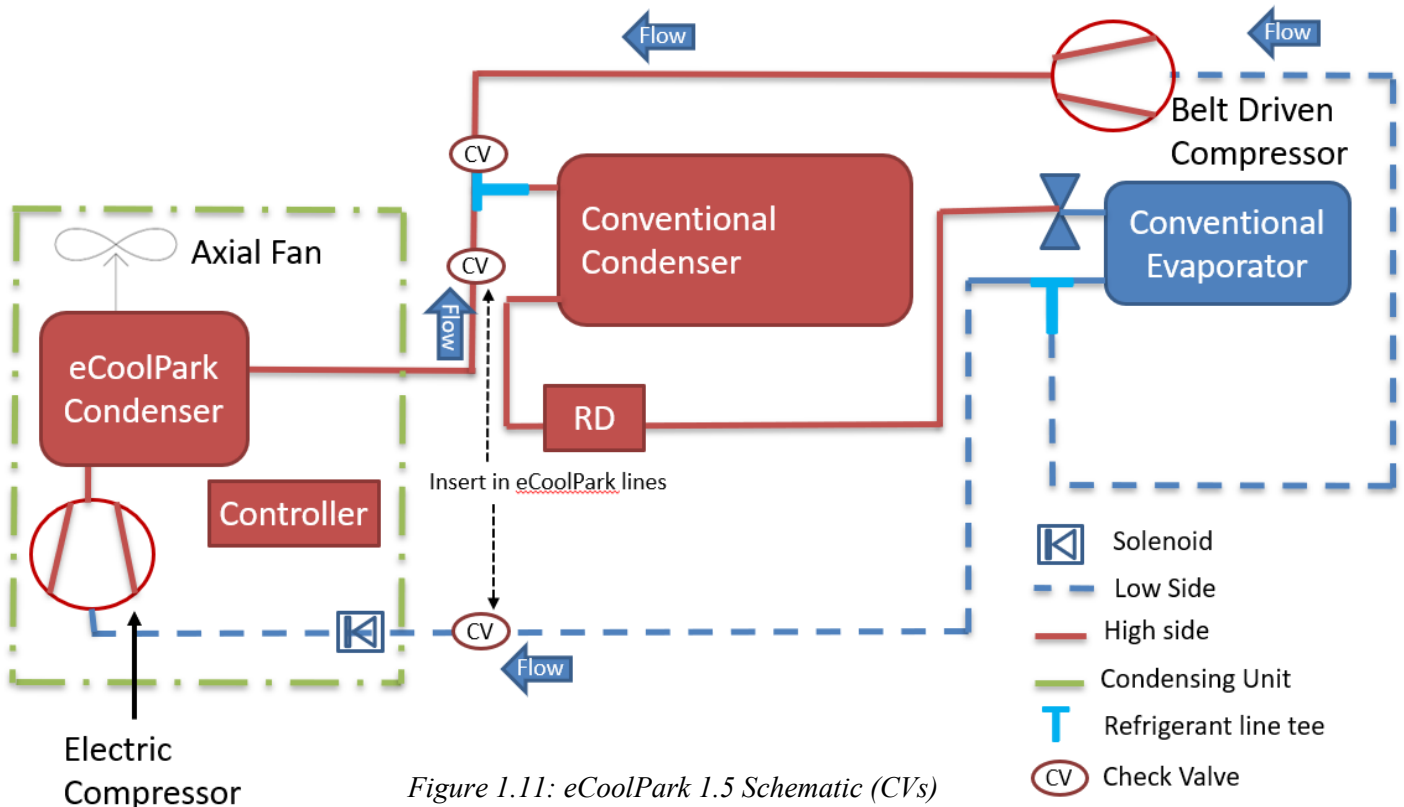 Flow
Flow
Belt Driven
Compressor
CV
Conventional
Condenser
Conventional
Evaporator
Axial Fan
CV
Flow
eCoolPark
Condenser
RD
Insert in eCoolPark lines
Controller
Solenoid
Low Side
High side
Condensing Unit
Refrigerant line tee
CV Check Valve
CV
Flow
Electric
Compressor
Figure 1.11: eCoolPark 1.5 Schematic (CVs)